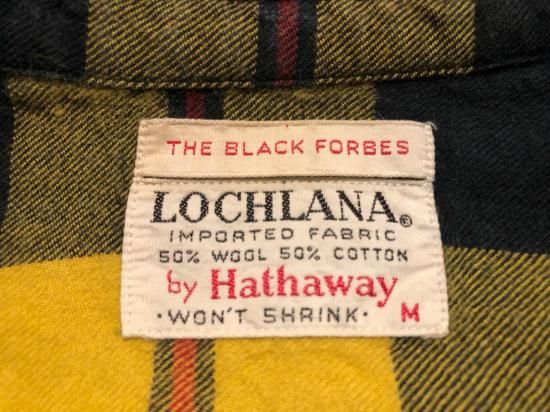 THE BLACK FORBES
LOCHLANA®
IMPORTED FABRIC
50% WOOL 50% COTTON
by Hathaway
·WON'T SHRINK· M